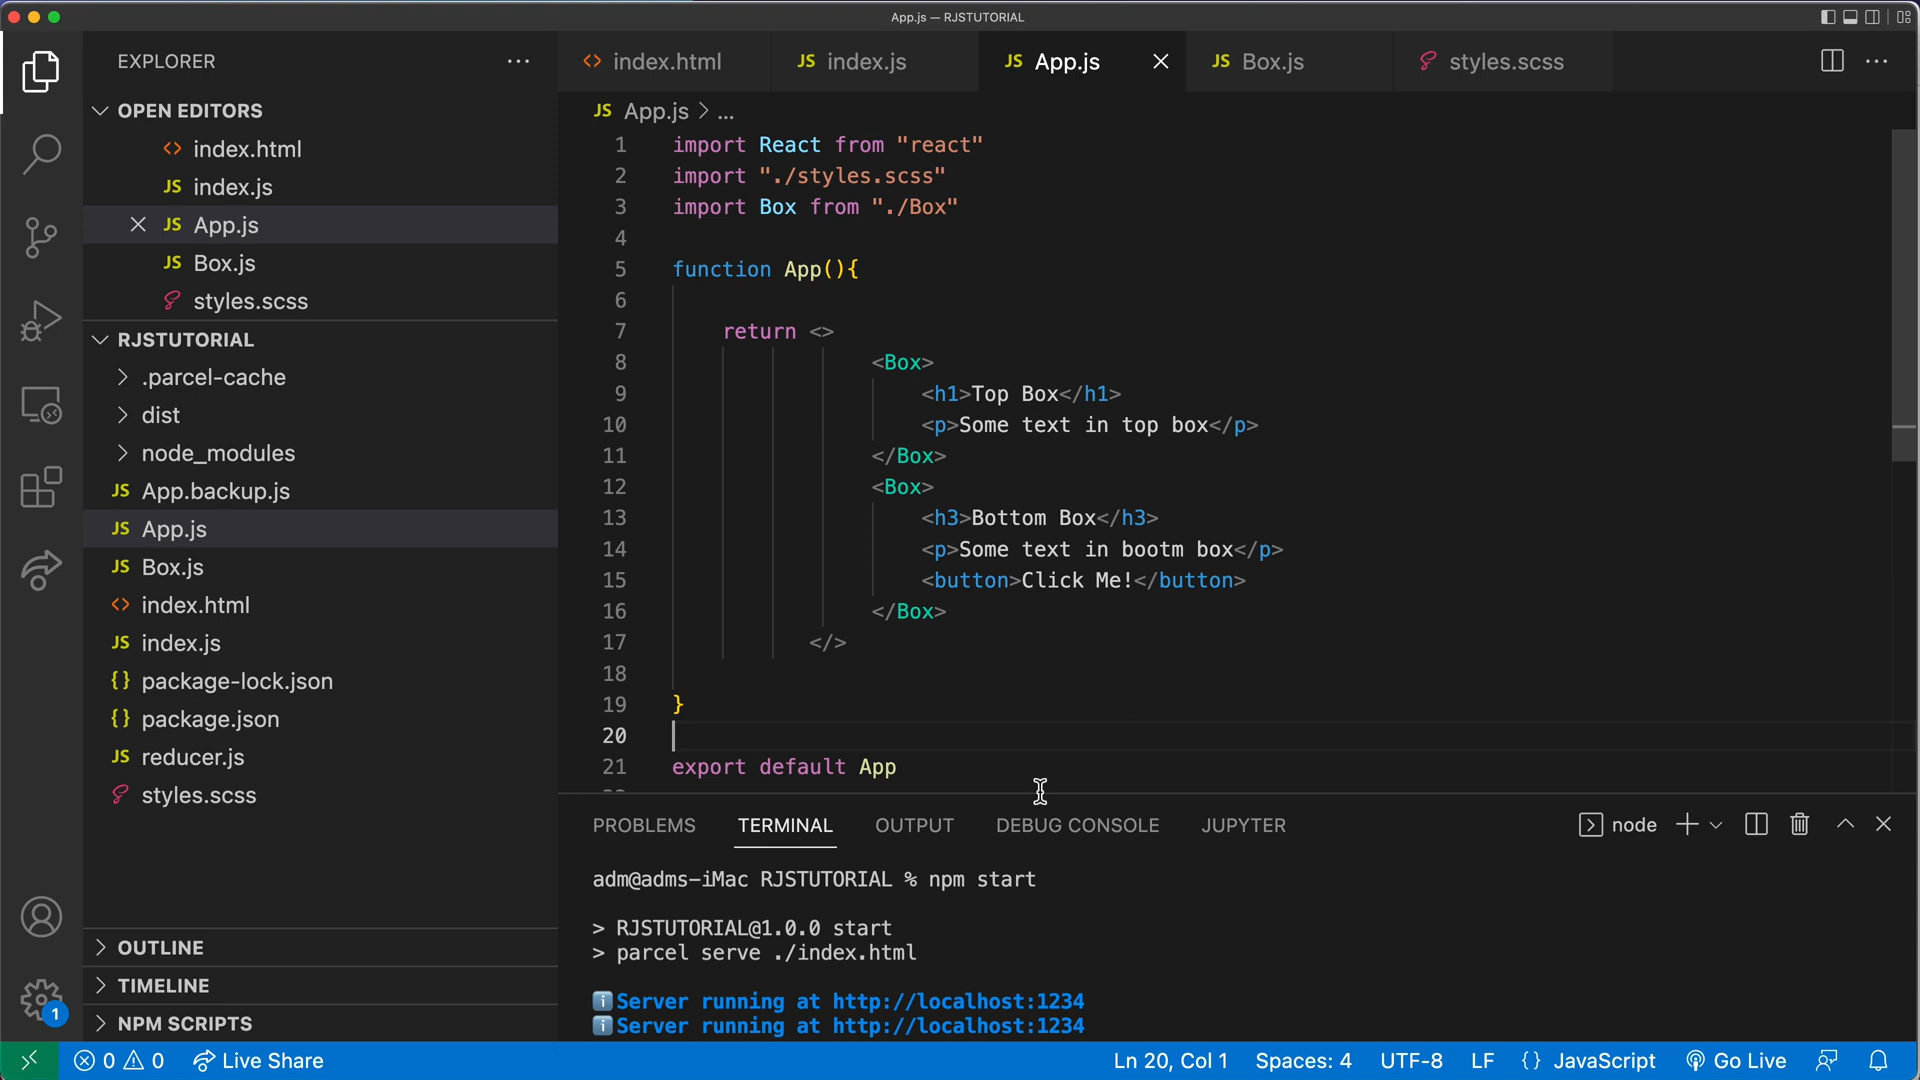 App.js — RJSTUTORIAL
EXPLORER
OPEN EDITORS
<> index.html
JS index.js
JS App.js
JS Box.js
styles.scss
RJSTUTORIAL
.parcel-cache
dist
node_modules
JS App.backup.js
JS App.js
JS Box.js
<> index.html
JS index.js
{} package-lock.json
{} package.json
JS reducer.js
styles.scss
OUTLINE
TIMELINE
NPM SCRIPTS
1
<> index.html JS index.js JS App.js JS Box.js styles.scss
JS App.js > ...
1 import React from "react"
2 import "./styles.scss"
3 import Box from "./Box"
4
5 function App(){
6
7 return <>
8 <Box>
9 <h1>Top Box</h1>
10 <p>Some text in top box</p>
11 </Box>
12 <Box>
13 <h3>Bottom Box</h3>
14 <p>Some text in bootm box</p>
15 <button>Click Me!</button>
16 </Box>
17 </>
18
19 }
20
21 export default App
PROBLEMS TERMINAL OUTPUT DEBUG CONSOLE JUPYTER node
adm@adms-iMac RJSTUTORIAL % npm start
> RJSTUTORIAL@1.0.0 start
> parcel serve ./index.html
Server running at http://localhost:1234
Server running at http://localhost:1234
0 0 Live Share Ln 20, Col 1 Spaces: 4 UTF-8 LF {} JavaScript Go Live